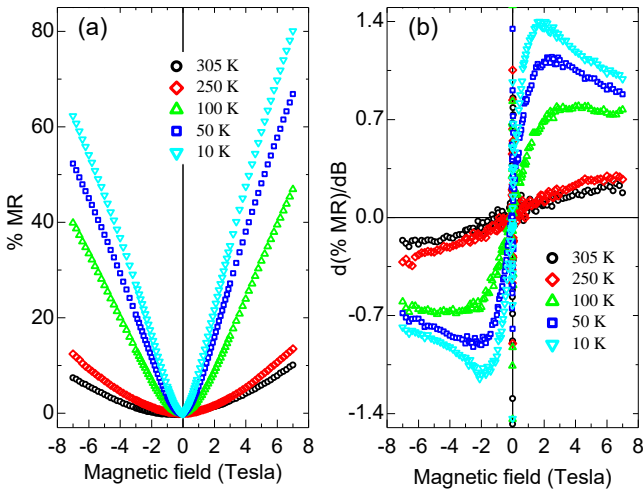 (a)
% MR
80
60
40
20
0
305 K
250 K
100 K
50 K
10 K
-8 -6 -4 -2 0 2 4 6 8
Magnetic field (Tesla)
(b)
d(% MR)/dB
1.4
0.7
0.0
-0.7
-1.4
305 K
250 K
100 K
50 K
10 K
-8 -6 -4 -2 0 2 4 6 8
Magnetic field (Tesla)